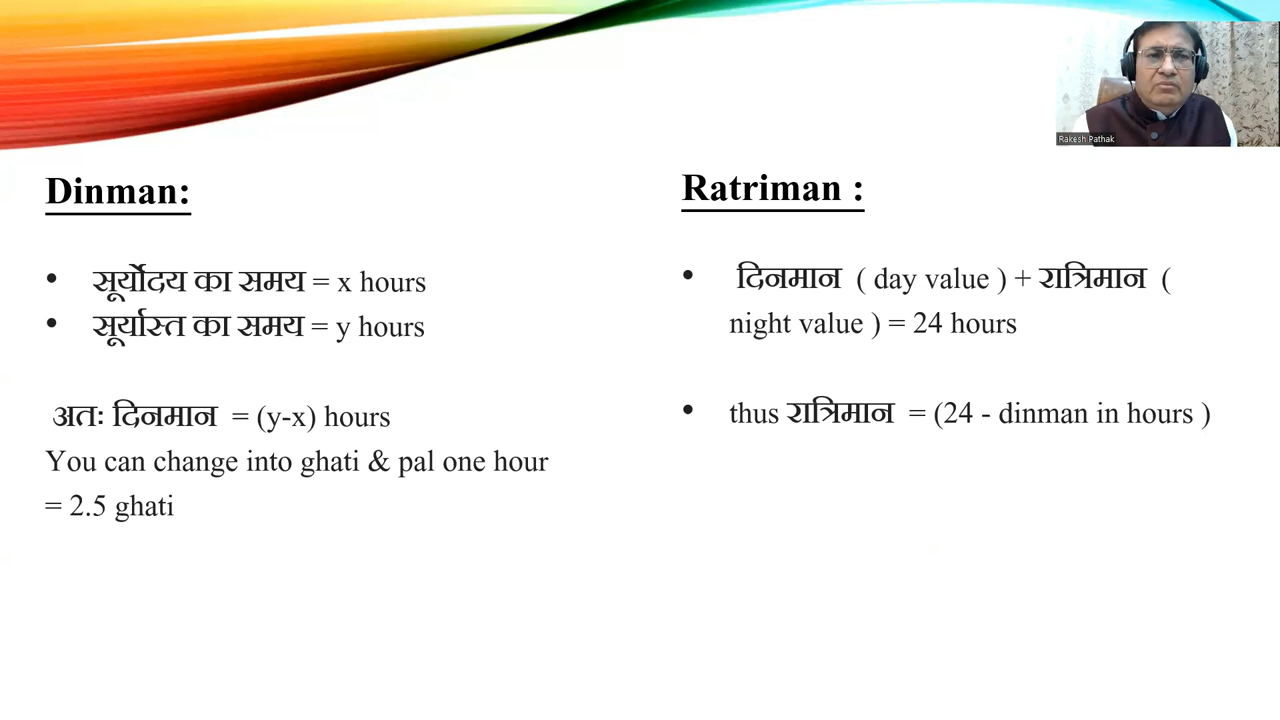 Rakesh Pathak
Dinman:
• सूर्योदय का समय = x hours
• सूर्यास्त का समय = y hours
अतः दिनमान = (y-x) hours
You can change into ghati & pal one hour
= 2.5 ghati
Ratriman :
• दिनमान ( day value ) + रात्रिमान (
night value ) = 24 hours
• thus रात्रिमान = (24 - dinman in hours )